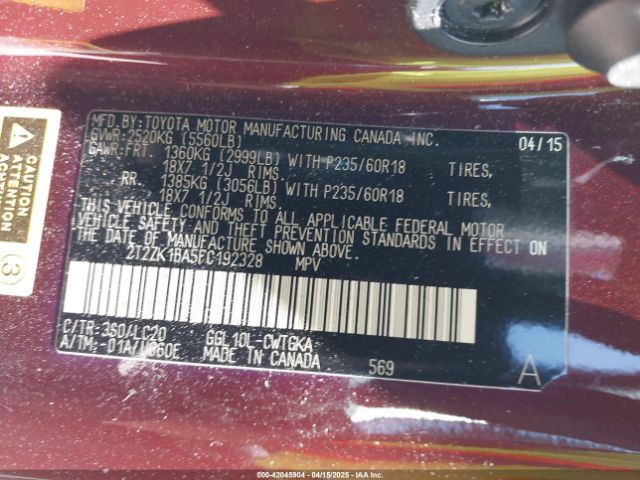 MFD.BY:TOYOTA MOTOR MANUFACTURING CANADA INC. 04/15
GVWR-2520KG (5560LB)
GAWR-FRT. 1360KG (2999LB) WITH P235/60R18 TIRES,
18X7 1/2J RIMS.
RR. 1385KG (3056LB) WITH P235/60R18 TIRES,
18X7 1/2J RIMS.
THIS VEHICLE CONFORMS TO ALL APPLICABLE FEDERAL MOTOR
VEHICLE SAFETY AND THEFT PREVENTION STANDARDS IN EFFECT
ON THE DATE OF MANUFACTURE SHOWN ABOVE.
2T2ZK1BA5FC192328 MPV
C/TR: 3S0/LC20 GGL10L-CWTGKA
A/TM: -01A/U660E MADE IN CANADA 569 A
CAUTION
ATTENTION
3
000-42045904 - 04/15/2025 - IAA Inc.